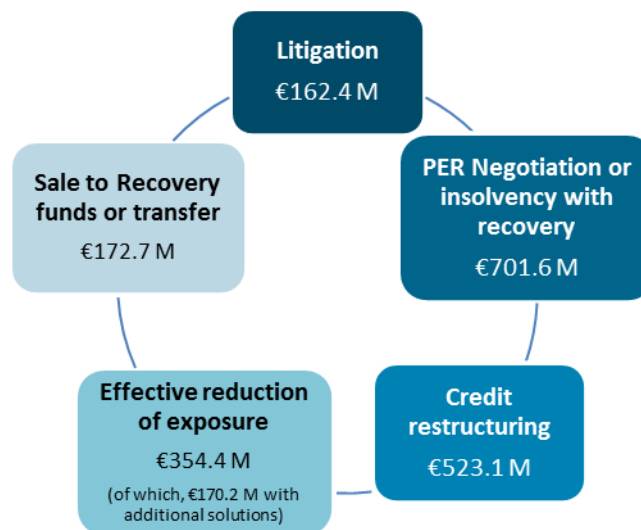 Litigation
€162.4 M
PER Negotiation or
insolvency with
recovery
€701.6 M
Credit
restructuring
€523.1 M
Effective reduction
of exposure
€354.4 M
(of which, €170.2 M with
additional solutions)
Sale to Recovery
funds or transfer
€172.7 M